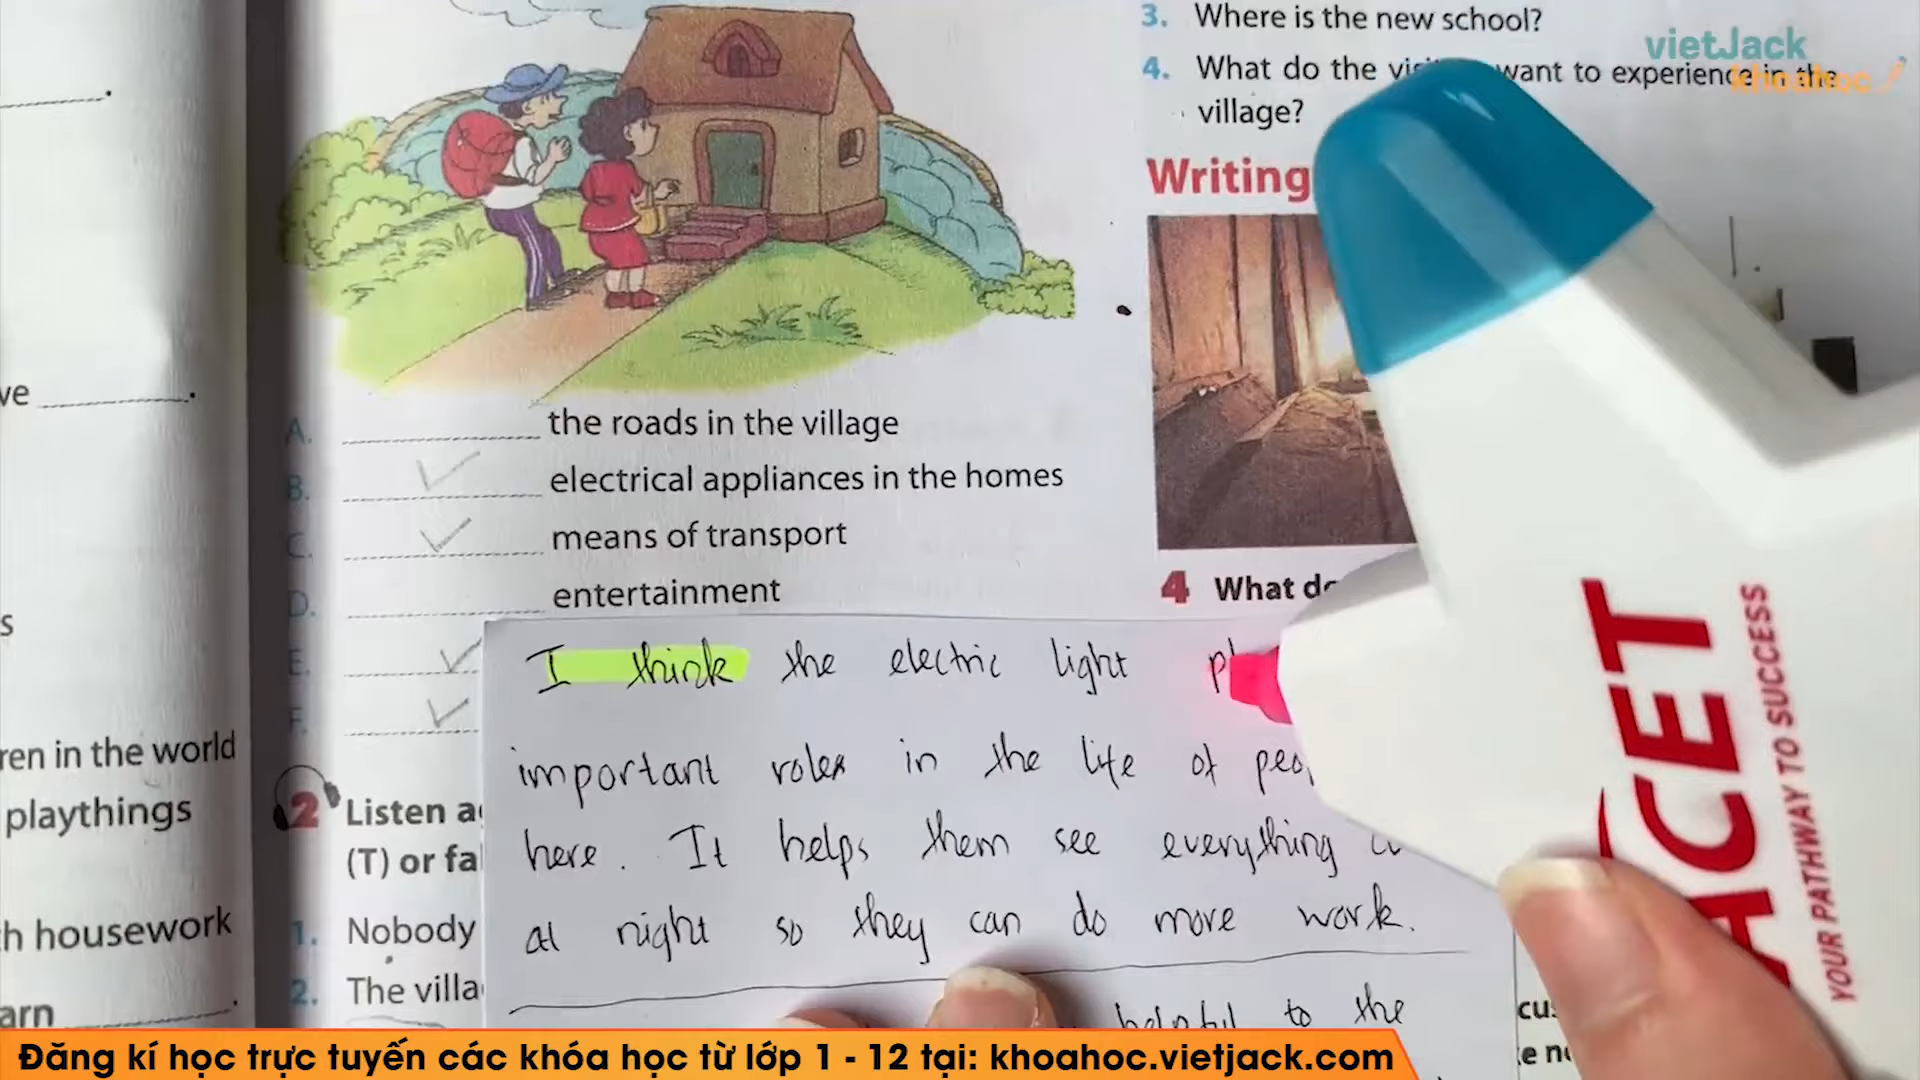 3. Where is the new school?
4. What do the want to experience in the
village?
vietJack
khoahoc
Writing
ve .
A. the roads in the village
B. electrical appliances in the homes
C. means of transport
D. entertainment
E.
F.
4 What do
s
ren in the world
playthings
h housework
arn .
2 Listen
(T) or
1. Nobody
2. The
I think the electric light
important roles in the life of
here. It helps them see everything
at night so they can do more work.
helpful to the
ACET
YOUR PATHWAY TO SUCCESS
Đăng kí học trực tuyến các khóa học từ lớp 1 - 12 tại: khoahoc.vietjack.com